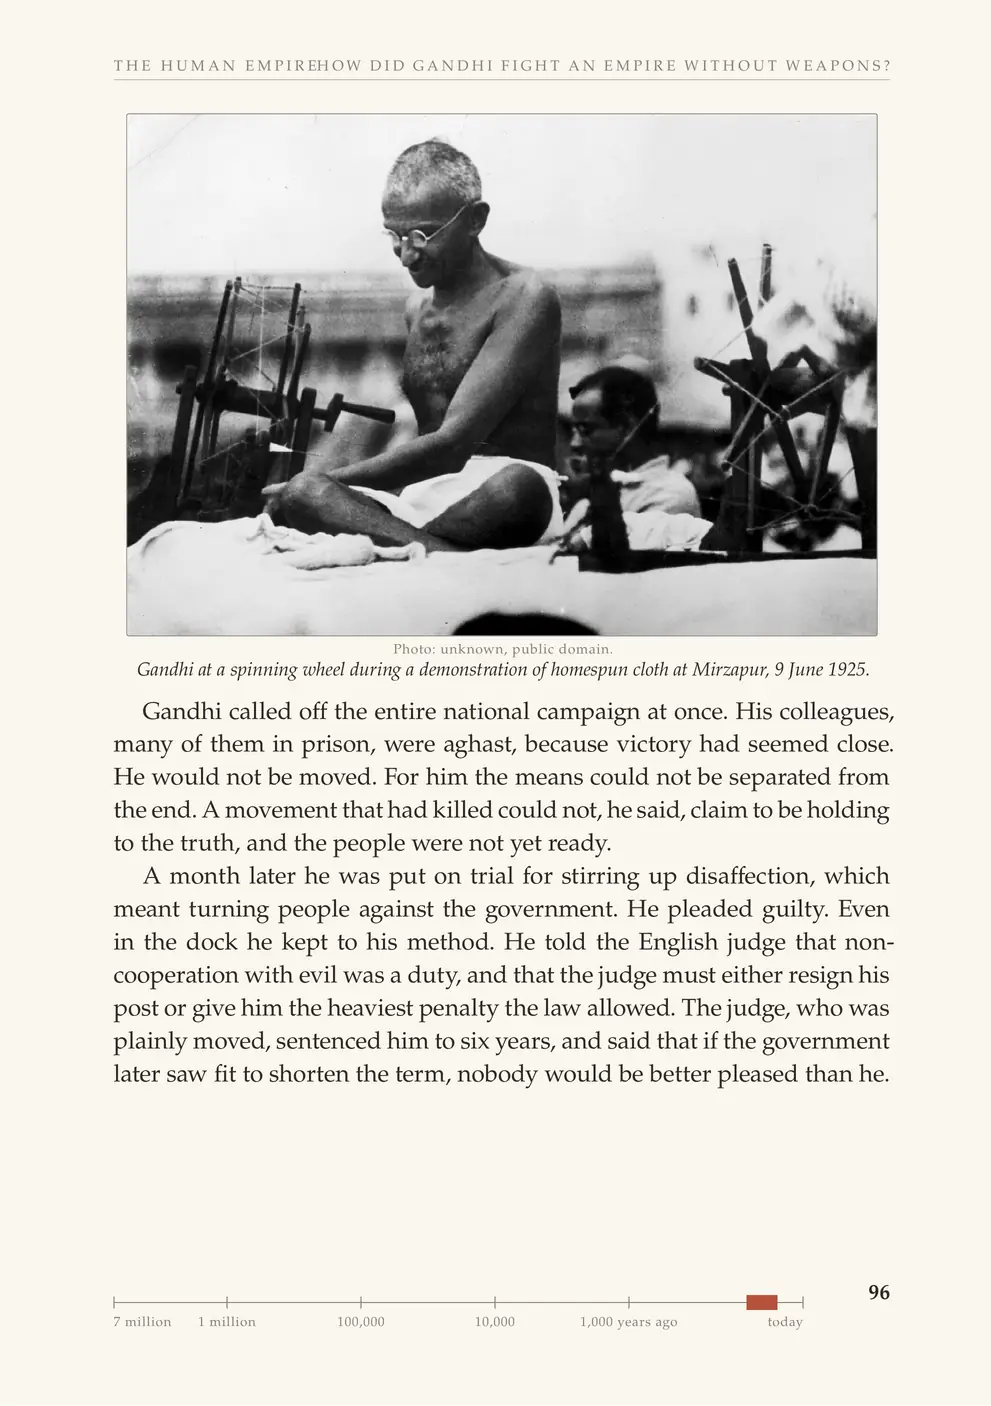 THE HUMAN EMPIRE HOW DID GANDHI FIGHT AN EMPIRE WITHOUT WEAPONS?
Photo: unknown, public domain.
Gandhi at a spinning wheel during a demonstration of homespun cloth at Mirzapur, 9 June 1925.
Gandhi called off the entire national campaign at once. His colleagues,
many of them in prison, were aghast, because victory had seemed close.
He would not be moved. For him the means could not be separated from
the end. A movement that had killed could not, he said, claim to be holding
to the truth, and the people were not yet ready.
A month later he was put on trial for stirring up disaffection, which
meant turning people against the government. He pleaded guilty. Even
in the dock he kept to his method. He told the English judge that non-
cooperation with evil was a duty, and that the judge must either resign his
post or give him the heaviest penalty the law allowed. The judge, who was
plainly moved, sentenced him to six years, and said that if the government
later saw fit to shorten the term, nobody would be better pleased than he.
96
7 million 1 million 100,000 10,000 1,000 years ago today